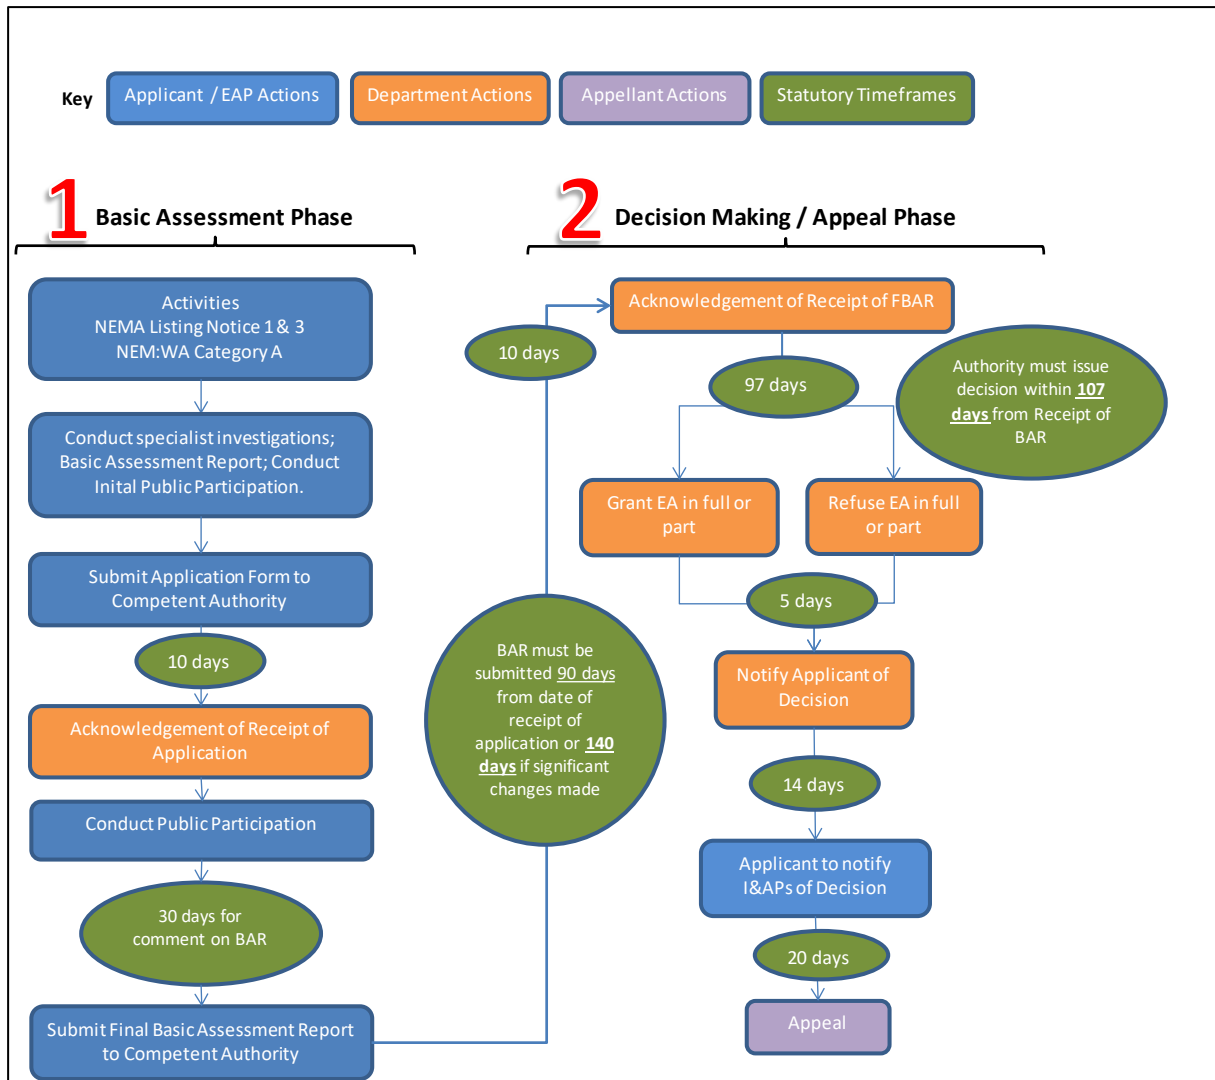 Key
Applicant / EAP Actions
Department Actions
Appellant Actions
Statutory Timeframes
1 Basic Assessment Phase
Activities
NEMA Listing Notice 1 & 3
NEM:WA Category A
Conduct specialist investigations;
Basic Assessment Report; Conduct
Inital Public Participation.
Submit Application Form to
Competent Authority
10 days
Acknowledgement of Receipt of
Application
Conduct Public Participation
30 days for
comment on BAR
Submit Final Basic Assessment Report
to Competent Authority
BAR must be
submitted 90 days
from date of
receipt of
application or 140
days if significant
changes made
10 days
2 Decision Making / Appeal Phase
Acknowledgement of Receipt of FBAR
97 days
Authority must issue
decision within 107
days from Receipt of
BAR
Grant EA in full or
part
Refuse EA in full
or part
5 days
Notify Applicant of
Decision
14 days
Applicant to notify
I&APs of Decision
20 days
Appeal